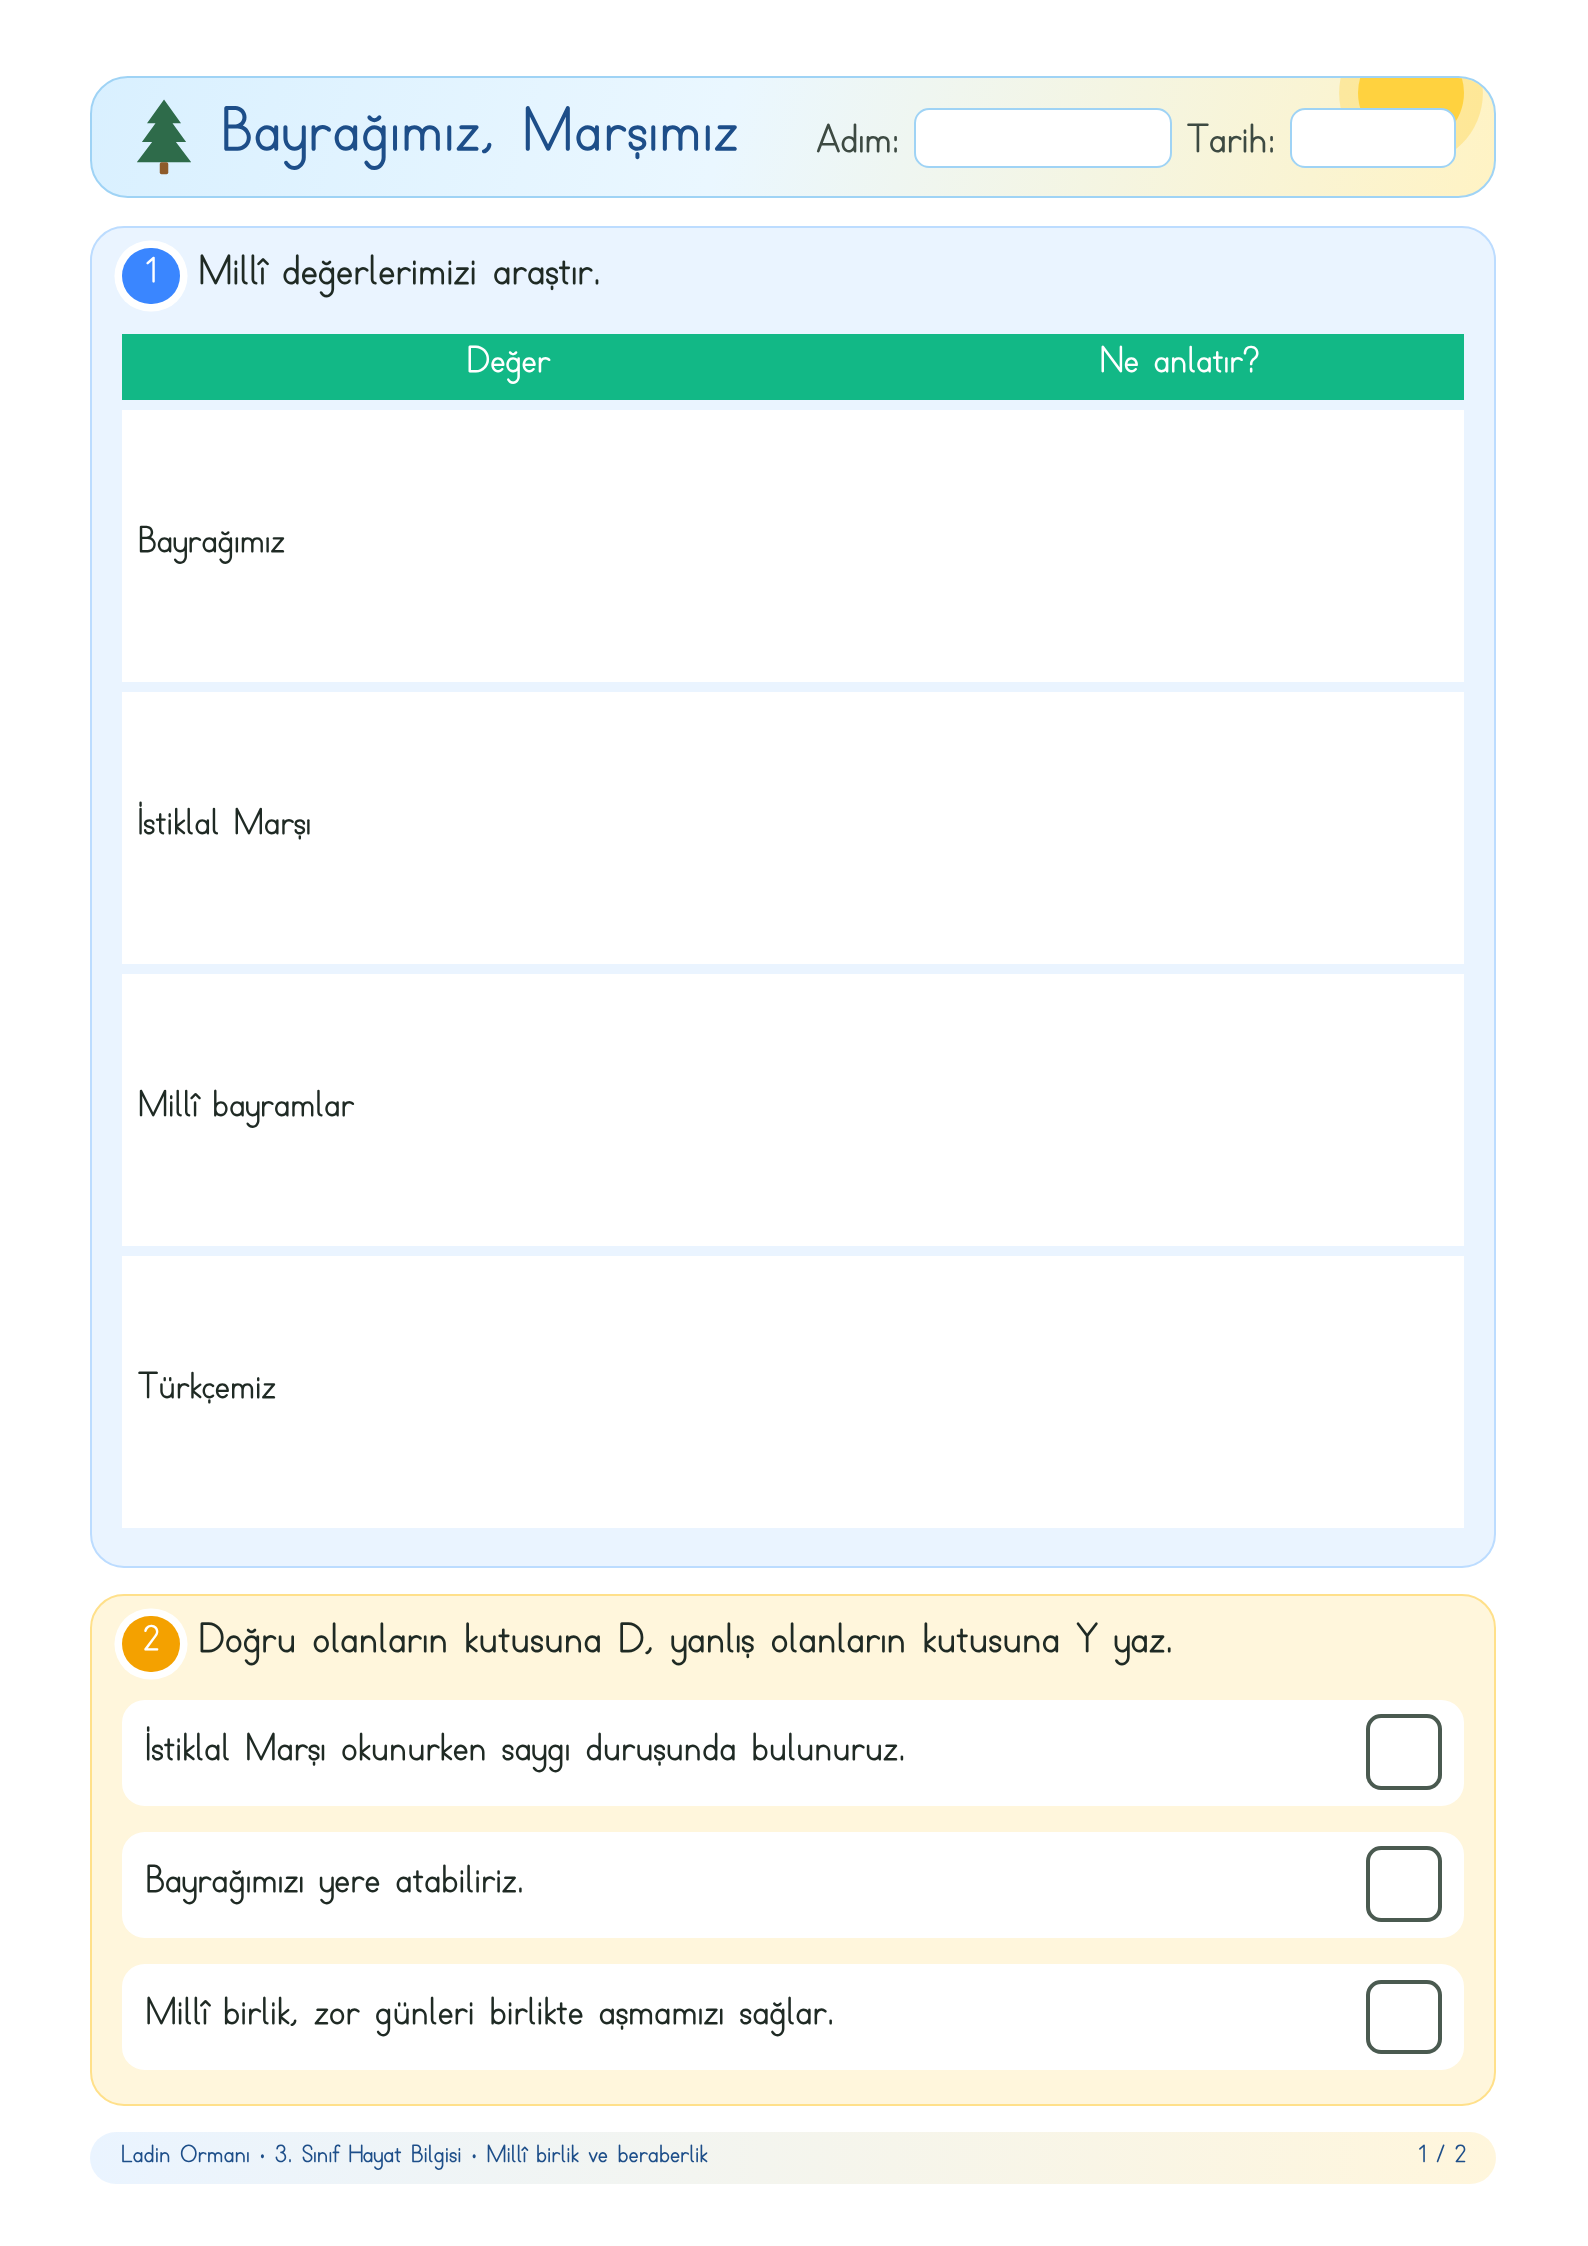 Bayrağımız, Marşımız Adım: Tarih:
1 Millî değerlerimizi araştır.
Değer Ne anlatır?
Bayrağımız
İstiklal Marşı
Millî bayramlar
Türkçemiz
2 Doğru olanların kutusuna D, yanlış olanların kutusuna Y yaz.
İstiklal Marşı okunurken saygı duruşunda bulunuruz.
Bayrağımızı yere atabiliriz.
Millî birlik, zor günleri birlikte aşmamızı sağlar.
Ladin Ormanı • 3. Sınıf Hayat Bilgisi • Millî birlik ve beraberlik 1 / 2